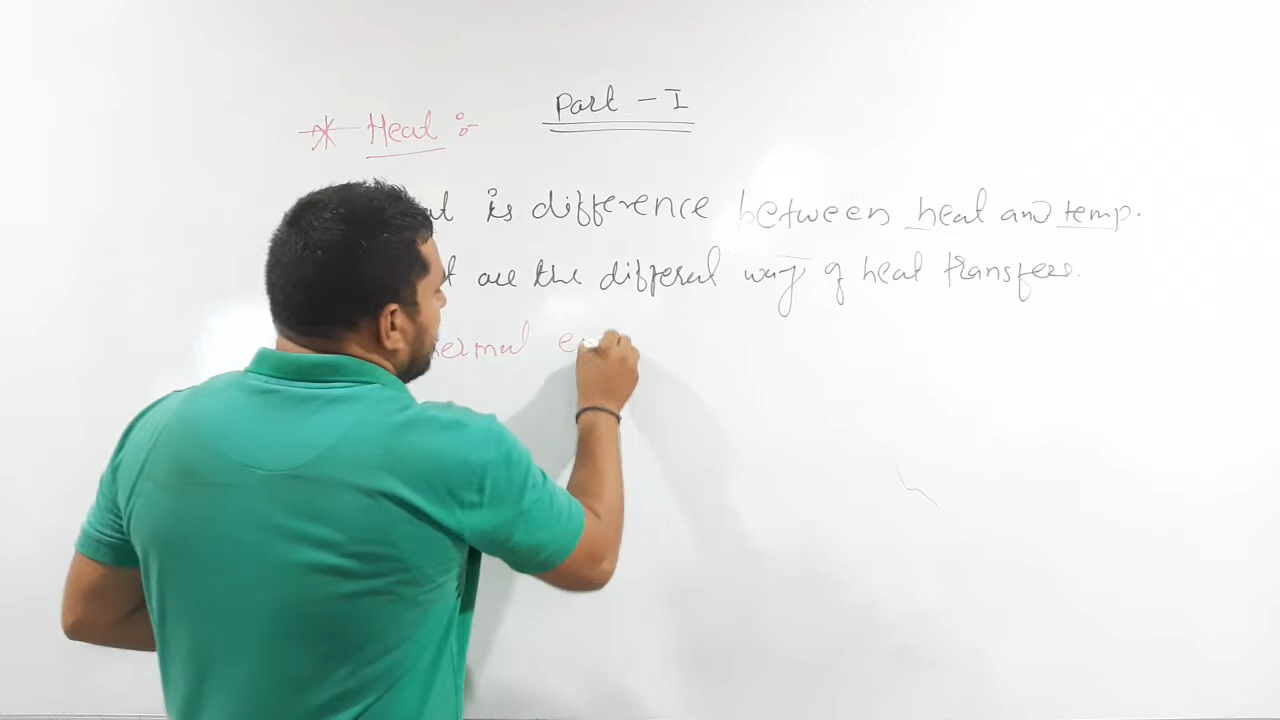 Part - I
* Heat :-
is difference between heat and temp.
are the different way of heat transfers.
ermal e